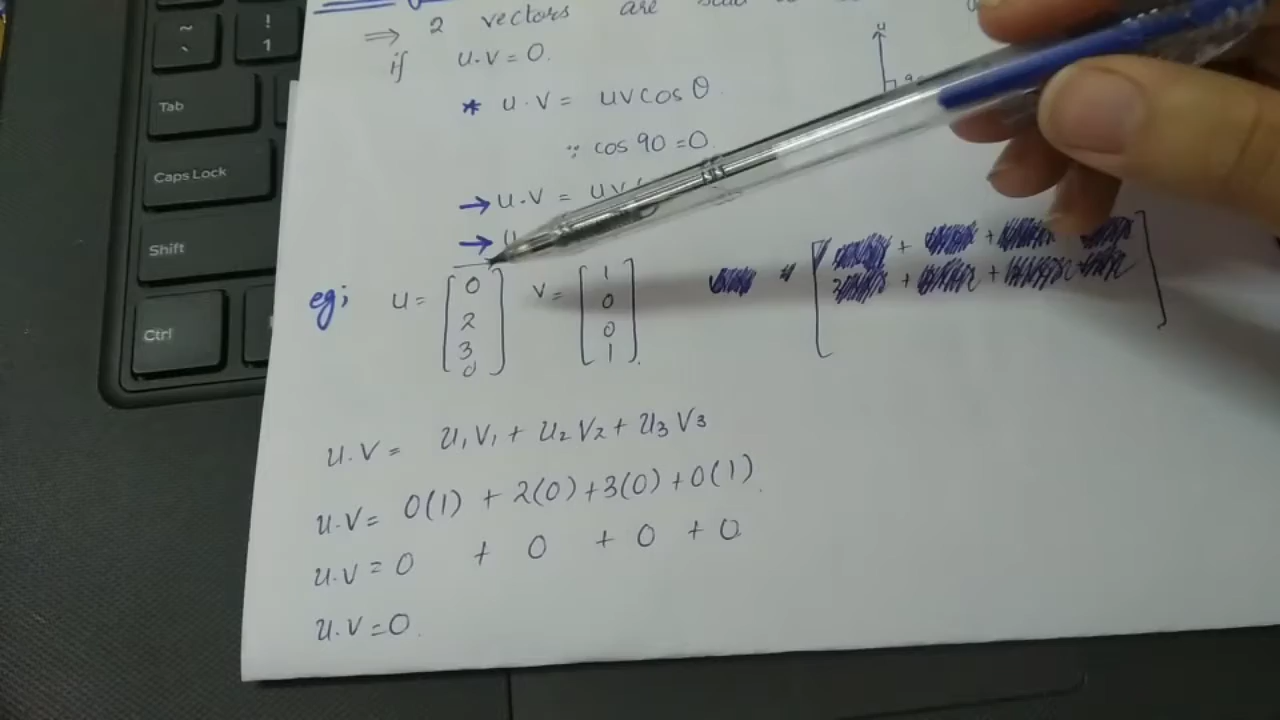 ~
`
!
1
Tab
Caps Lock
Shift
Ctrl
⇒ 2 vectors are
if u.v=0.
* u.v = uvcosθ
∵ cos 90 =0.
→ u.v = uv
→ u
eg; u = [0 2 3 0] v = [1 0 0 1].
u.v = u₁v₁ + u₂v₂ + u₃v₃
u.v = 0(1) + 2(0)+3(0)+0(1).
u.v = 0 + 0 + 0 + 0
u.v=0.